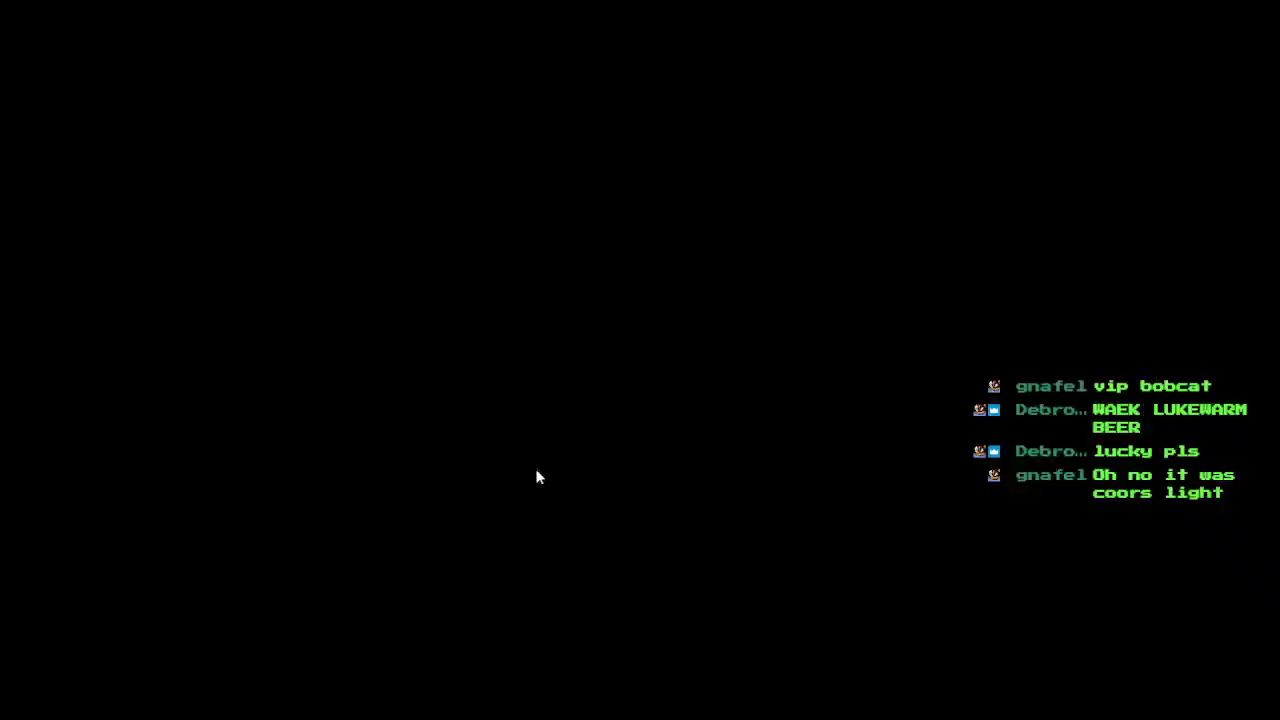 gnafel vip bobcat
Debro… WAEK LUKEWARM
BEER
Debro… lucky pls
gnafel Oh no it was
coors light